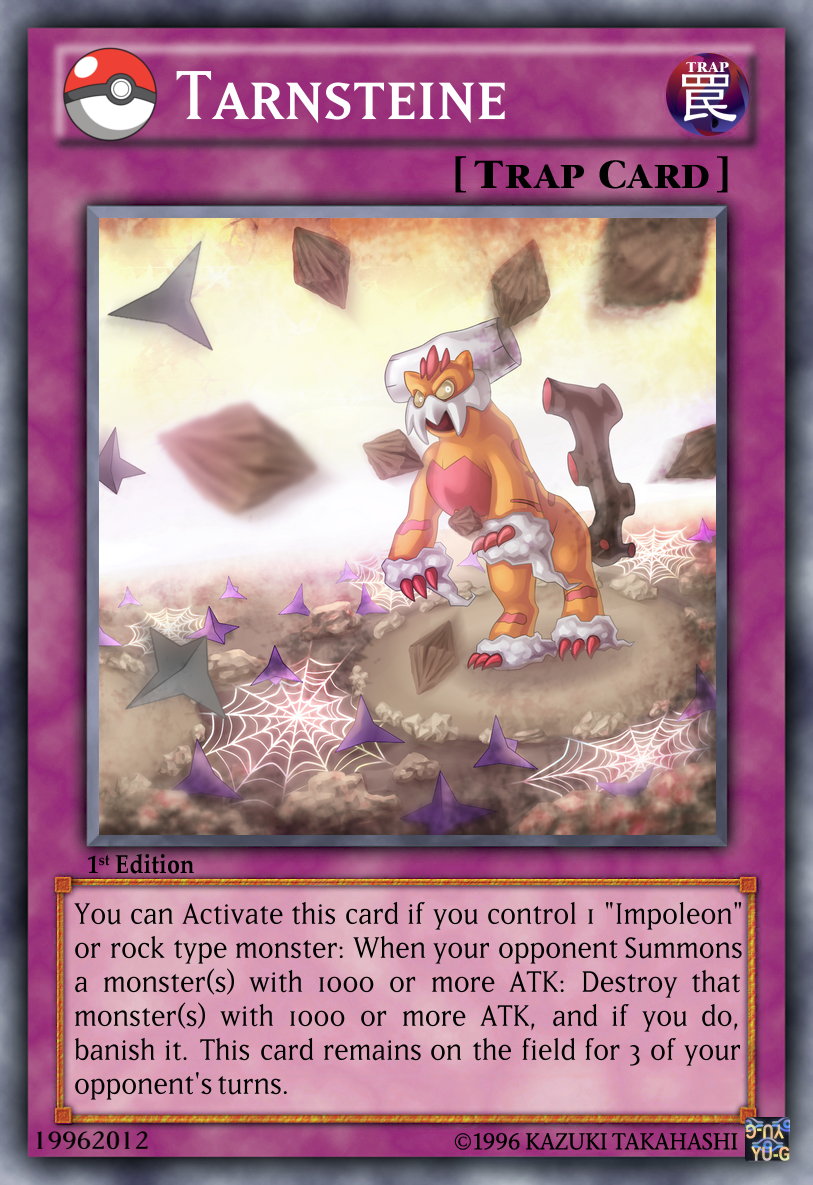 TARNSTEINE
TRAP
罠
[TRAP CARD]
1st Edition
You can Activate this card if you control 1 "Impoleon"
or rock type monster: When your opponent Summons
a monster(s) with 1000 or more ATK: Destroy that
monster(s) with 1000 or more ATK, and if you do,
banish it. This card remains on the field for 3 of your
opponent's turns.
19962012
©1996 KAZUKI TAKAHASHI
YU-G
YU-G